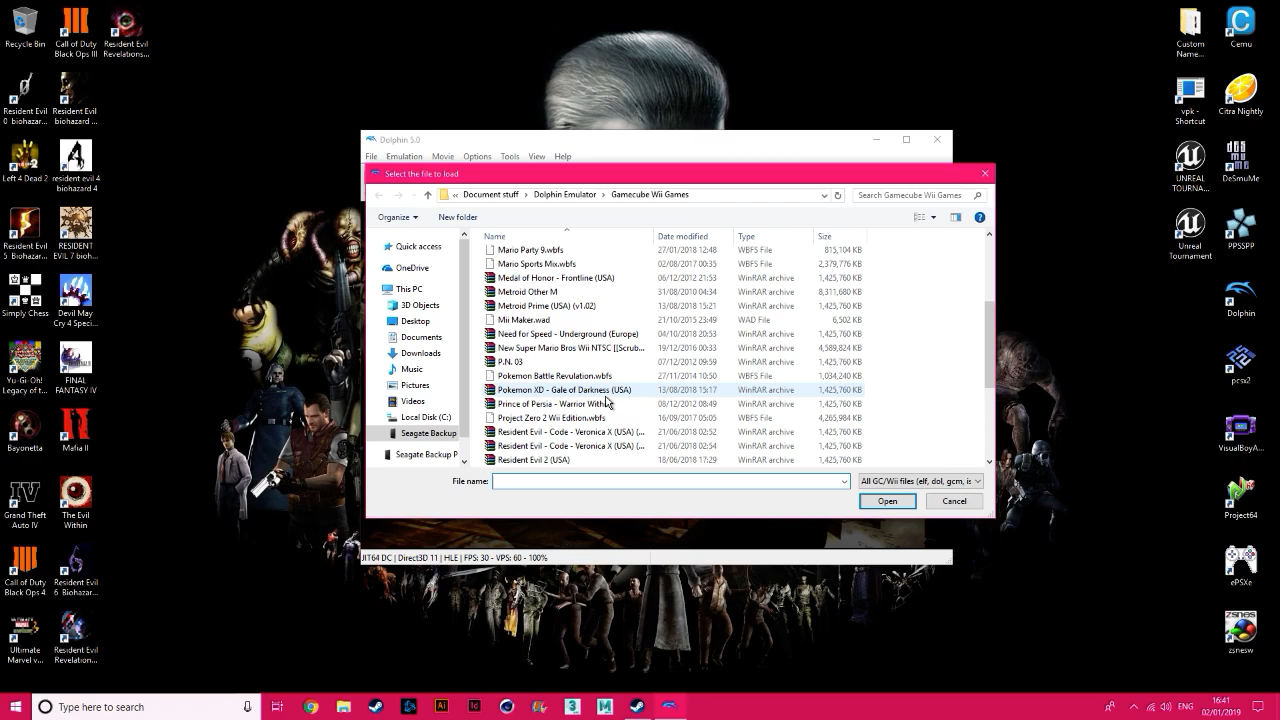 Recycle Bin
Call of Duty
Black Ops III
Resident Evil
Revelations...
Resident Evil
0 biohazar...
Resident Evil
biohazard ...
Left 4 Dead 2
resident evil 4
biohazard 4
Resident Evil
5 biohazar...
RESIDENT
EVIL 7 bioh...
Simply Chess
Devil May
Cry 4 Speci...
Yu-Gi-Oh!
Legacy of t...
FINAL
FANTASY IV
Bayonetta
Mafia II
Grand Theft
Auto IV
The Evil
Within
Call of Duty
Black Ops 4
Resident Evil
6 Biohazar...
Ultimate
Marvel v...
Resident Evil
Revelation...
Custom
Name...
Cemu
vpk -
Shortcut
Citra Nightly
UNREAL
TOURNA...
DeSmuMe
Unreal
Tournament
PPSSPP
Dolphin
pcsx2
VisualBoyA...
Project64
ePSXe
zsnesw
Dolphin 5.0
File Emulation Movie Options Tools View Help
Select the file to load
« Document stuff › Dolphin Emulator › Gamecube Wii Games
Search Gamecube Wii Games
Organize
New folder
Quick access
OneDrive
This PC
3D Objects
Desktop
Documents
Downloads
Music
Pictures
Videos
Local Disk (C:)
Seagate Backup
Seagate Backup P
Name Date modified Type Size
Mario Party 9.wbfs 27/01/2018 12:48 WBFS File 815,104 KB
Mario Sports Mix.wbfs 02/08/2017 00:35 WBFS File 2,379,776 KB
Medal of Honor - Frontline (USA) 06/12/2012 21:53 WinRAR archive 1,425,760 KB
Metroid Other M 31/08/2010 04:34 WinRAR archive 8,311,680 KB
Metroid Prime (USA) (v1.02) 13/08/2018 15:21 WinRAR archive 1,425,760 KB
Mii Maker.wad 21/10/2015 23:49 WAD File 6,502 KB
Need for Speed - Underground (Europe) 04/10/2018 20:53 WinRAR archive 1,425,760 KB
New Super Mario Bros Wii NTSC [[Scrub... 19/12/2016 00:33 WinRAR archive 4,589,824 KB
P.N. 03 07/12/2012 09:59 WinRAR archive 1,425,760 KB
Pokemon Battle Revulation.wbfs 27/11/2014 10:50 WBFS File 1,034,240 KB
Pokemon XD - Gale of Darkness (USA) 13/08/2018 15:17 WinRAR archive 1,425,760 KB
Prince of Persia - Warrior With 08/12/2012 08:49 WinRAR archive 1,425,760 KB
Project Zero 2 Wii Edition.wbfs 16/09/2017 05:05 WBFS File 4,265,984 KB
Resident Evil - Code - Veronica X (USA) (... 21/06/2018 02:52 WinRAR archive 1,425,760 KB
Resident Evil - Code - Veronica X (USA) (... 21/06/2018 02:54 WinRAR archive 1,425,760 KB
Resident Evil 2 (USA) 18/06/2018 17:29 WinRAR archive 1,425,760 KB
File name:
All GC/Wii files (elf, dol, gcm, is
Open
Cancel
JIT64 DC | Direct3D 11 | HLE | FPS: 30 - VPS: 60 - 100%
Type here to search
ENG
16:41
02/01/2019